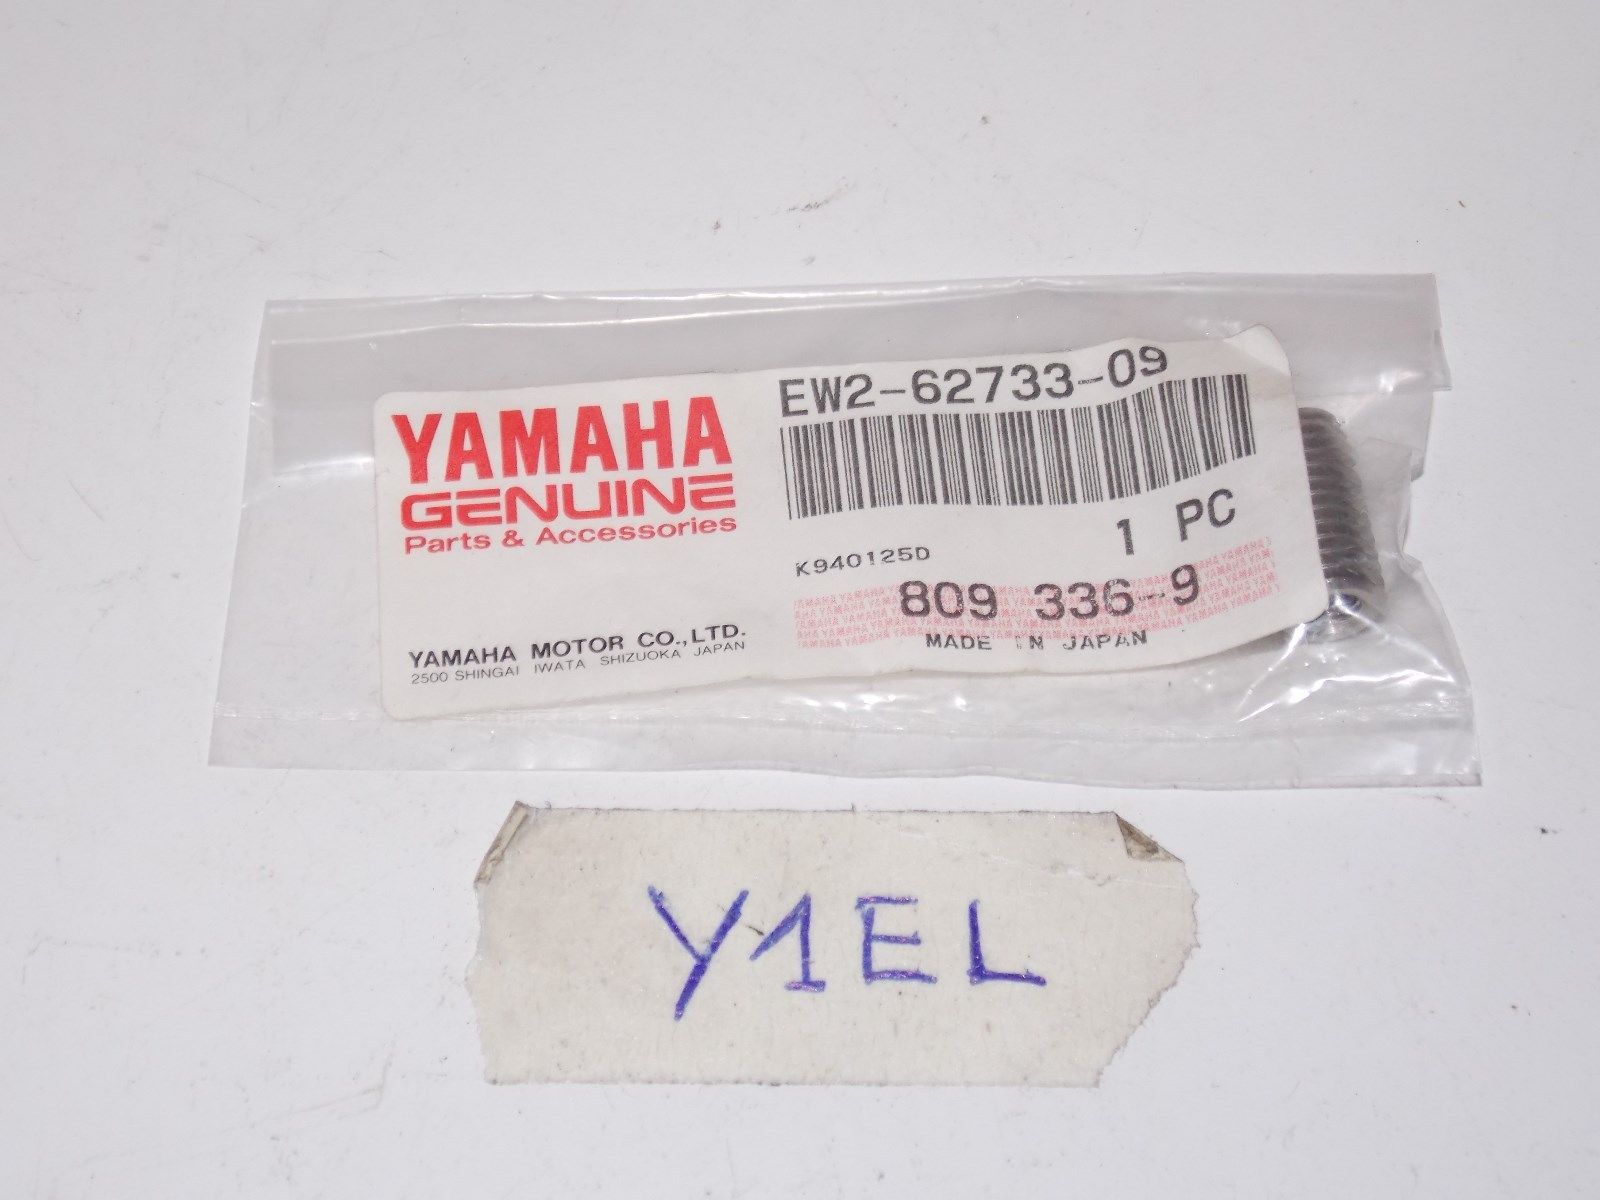 YAMAHA
GENUINE
Parts & Accessories
EW2-62733-09
1 PC
K940125D
809 336-9
MADE IN JAPAN
YAMAHA MOTOR CO.,LTD.
2500 SHINGAI IWATA SHIZUOKA JAPAN
Y1EL